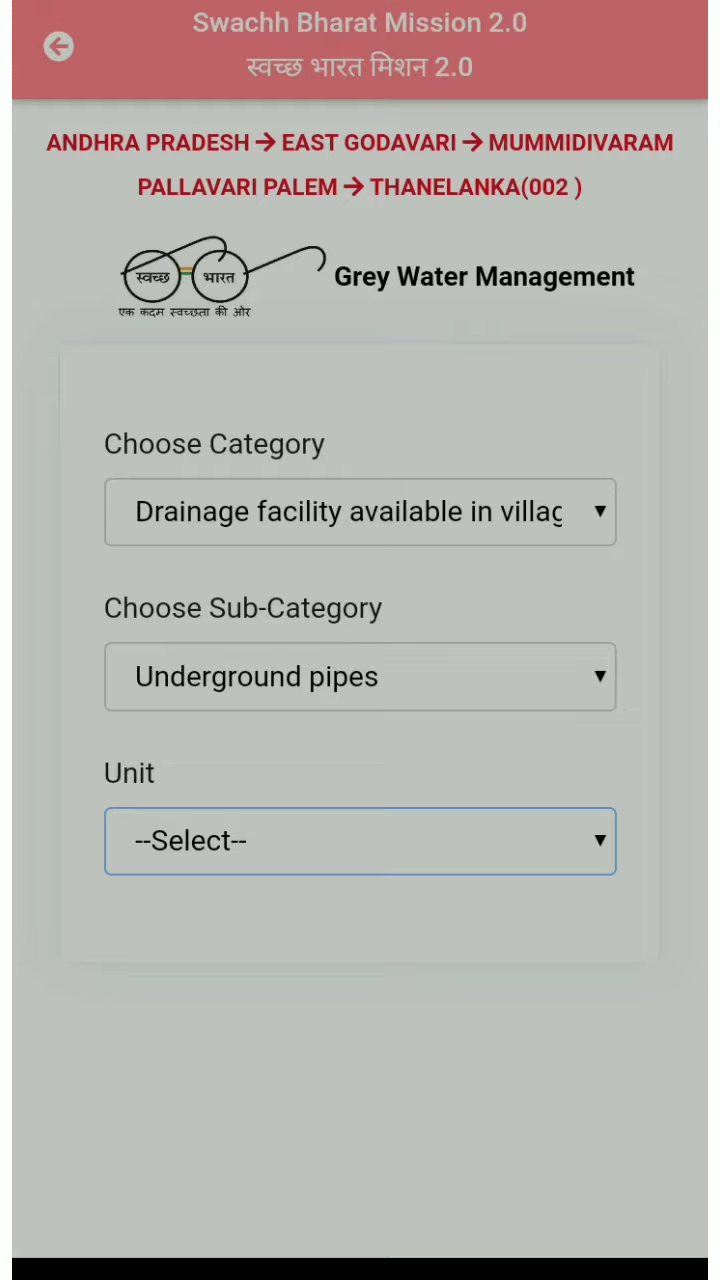 Swachh Bharat Mission 2.0
स्वच्छ भारत मिशन 2.0
ANDHRA PRADESH → EAST GODAVARI → MUMMIDIVARAM
PALLAVARI PALEM → THANELANKA(002 )
स्वच्छ भारत
एक कदम स्वच्छता की ओर
Grey Water Management
Choose Category
Drainage facility available in villag
Choose Sub-Category
Underground pipes
Unit
--Select--